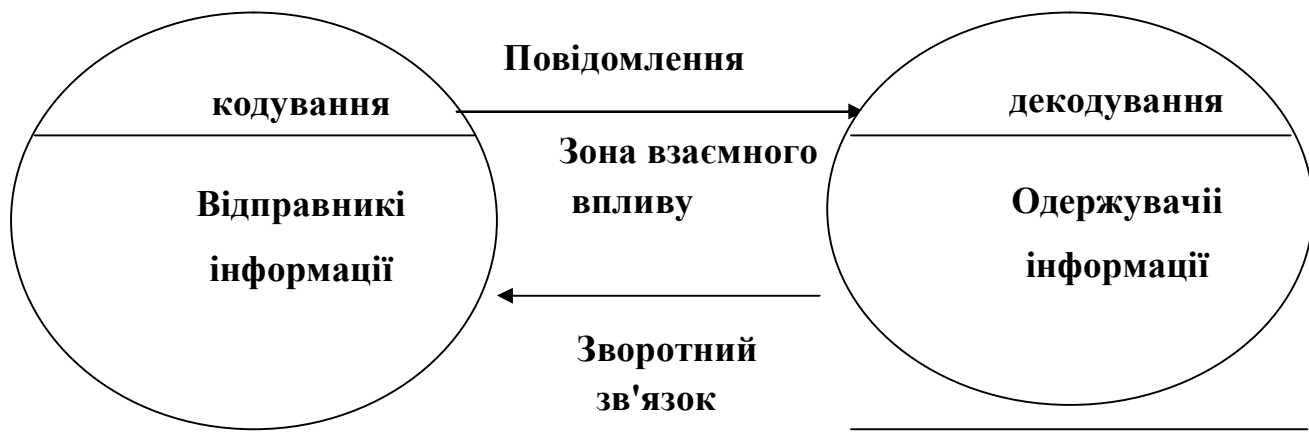 Повідомлення
кодування
декодування
Зона взаємного
впливу
Відправникі
інформації
Одержувачіі
інформації
Зворотний
зв'язок